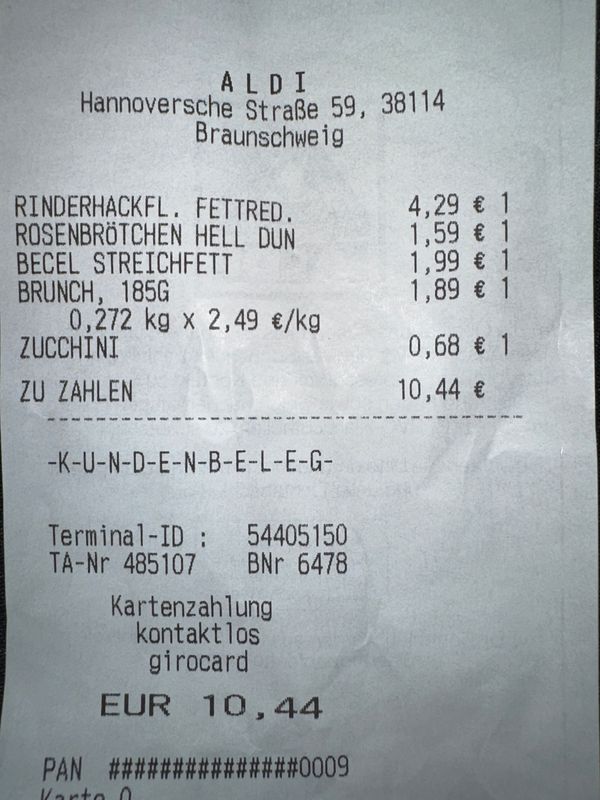 A L D I
Hannoversche Straße 59, 38114
Braunschweig
RINDERHACKFL. FETTRED. 4,29 € 1
ROSENBRÖTCHEN HELL DUN 1,59 € 1
BECEL STREICHFETT 1,99 € 1
BRUNCH, 185G 1,89 € 1
0,272 kg x 2,49 €/kg
ZUCCHINI 0,68 € 1
ZU ZAHLEN 10,44 €
-K-U-N-D-E-N-B-E-L-E-G-
Terminal-ID : 54405150
TA-Nr 485107 BNr 6478
Kartenzahlung
kontaktlos
girocard
EUR 10,44
PAN ###############0009
Karte 0